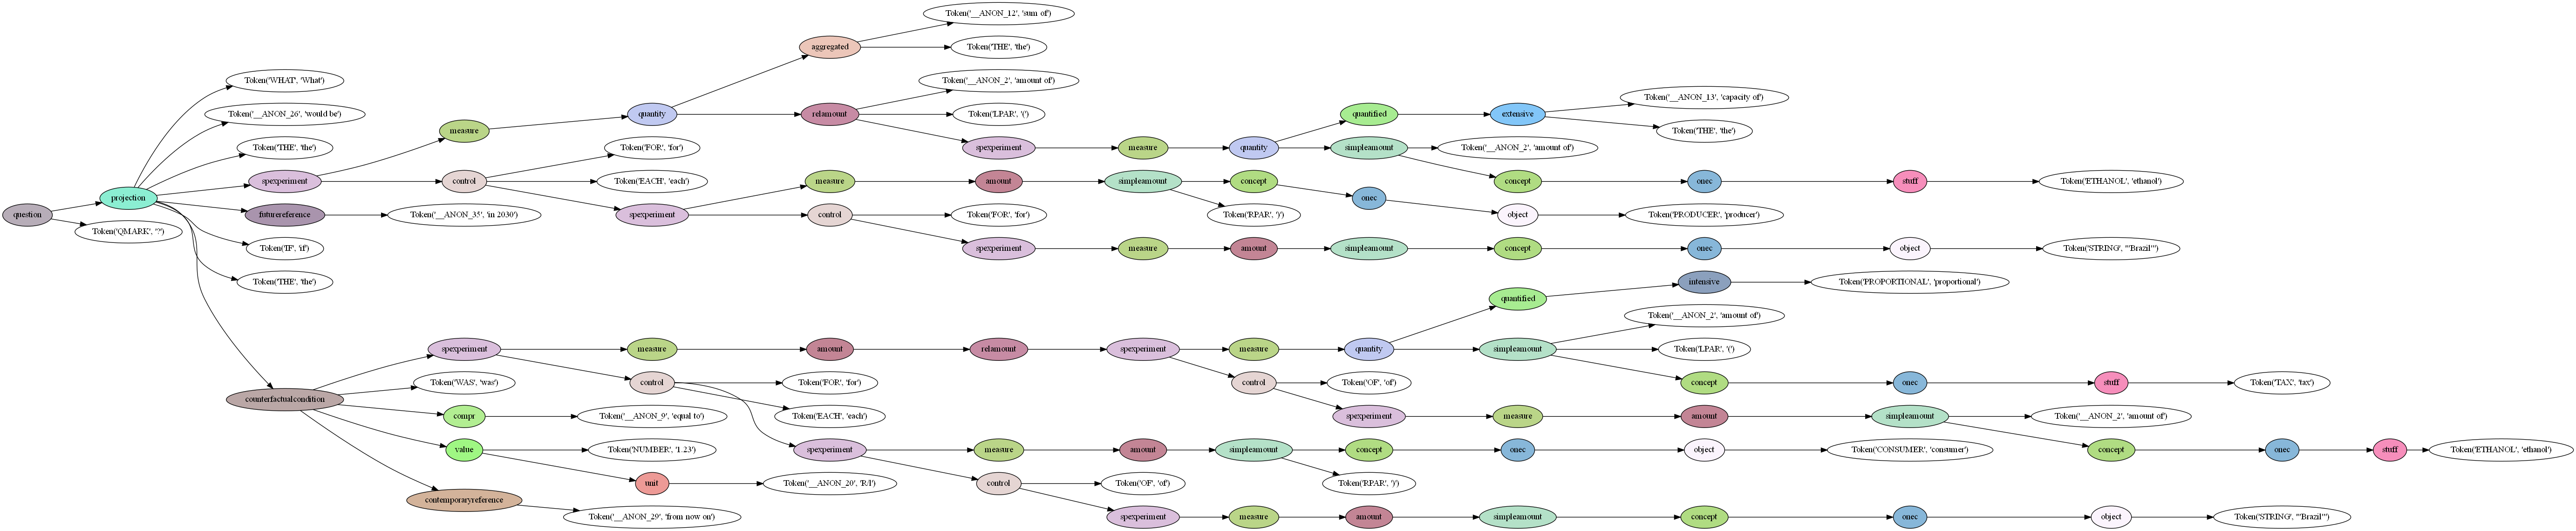 Token('__ANON_12', 'sum of')
aggregated
Token('THE', 'the')
Token('WHAT', 'What')
Token('__ANON_2', 'amount of')
Token('__ANON_13', 'capacity of')
Token('__ANON_26', 'would be')
quantity
relamount
Token('LPAR', '(')
quantified
extensive
measure
Token('THE', 'the')
Token('THE', 'the')
Token('FOR', 'for')
spexperiment
measure
quantity
simpleamount
Token('__ANON_2', 'amount of')
spexperiment
control
Token('EACH', 'each')
measure
amount
simpleamount
concept
concept
onec
stuff
Token('ETHANOL', 'ethanol')
projection
onec
question
futurereference
Token('__ANON_35', 'in 2030')
spexperiment
control
Token('FOR', 'for')
Token('RPAR', ')')
object
Token('PRODUCER', 'producer')
Token('QMARK', '?')
Token('IF', 'if')
spexperiment
measure
amount
simpleamount
concept
onec
object
Token('STRING', '"Brazil"')
Token('THE', 'the')
intensive
Token('PROPORTIONAL', 'proportional')
quantified
Token('__ANON_2', 'amount of')
spexperiment
measure
amount
relamount
spexperiment
measure
quantity
simpleamount
Token('LPAR', '(')
Token('WAS', 'was')
control
Token('FOR', 'for')
control
Token('OF', 'of')
concept
onec
stuff
Token('TAX', 'tax')
counterfactualcondition
compr
Token('__ANON_9', 'equal to')
Token('EACH', 'each')
spexperiment
measure
amount
simpleamount
Token('__ANON_2', 'amount of')
value
Token('NUMBER', '1.23')
spexperiment
measure
amount
simpleamount
concept
onec
object
Token('CONSUMER', 'consumer')
concept
onec
stuff
Token('ETHANOL', 'ethanol')
unit
Token('__ANON_20', 'R/l')
control
Token('OF', 'of')
Token('RPAR', ')')
contemporaryreference
Token('__ANON_29', 'from now on')
spexperiment
measure
amount
simpleamount
concept
onec
object
Token('STRING', '"Brazil"')